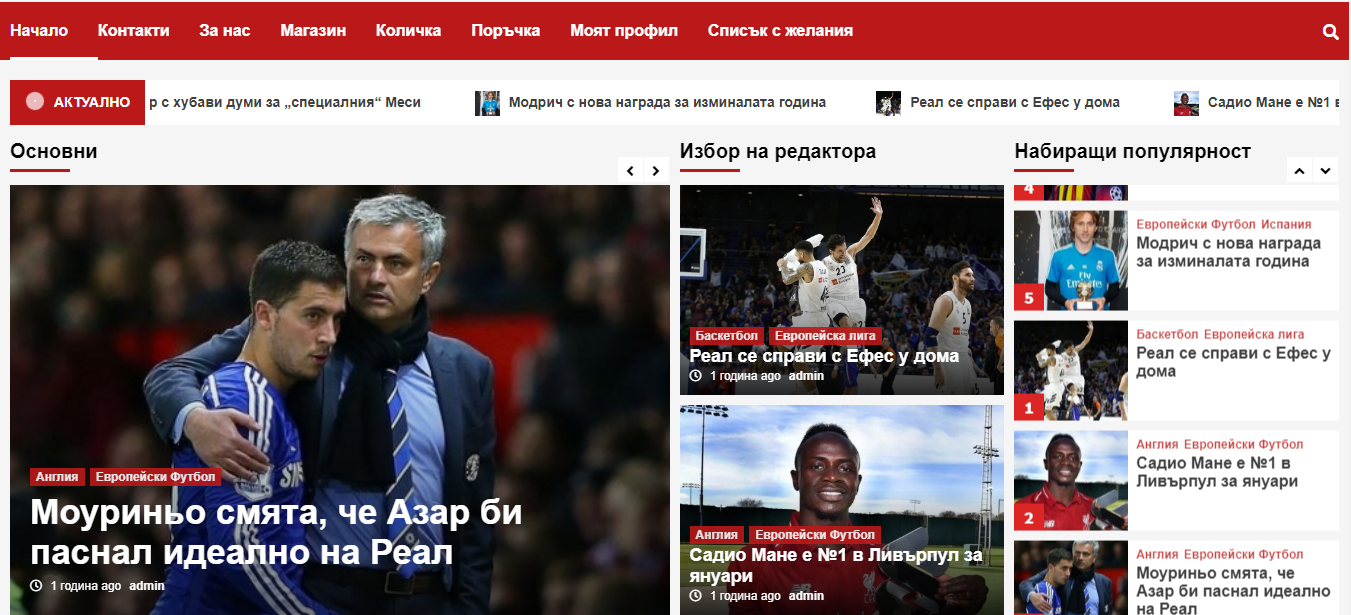 Начало Контакти За нас Магазин Количка Поръчка Моят профил Списък с желания
АКТУАЛНО р с хубави думи за „специалния“ Меси Модрич с нова награда за изминалата година Реал се справи с Ефес у дома Садио Мане е №1 в
Основни
Англия Европейски Футбол
Моуриньо смята, че Азар би
паснал идеално на Реал
1 година ago admin
Избор на редактора
23
5
Баскетбол Европейска лига
Реал се справи с Ефес у дома
1 година ago admin
Англия Европейски Футбол
Садио Мане е №1 в Ливърпул за
януари
1 година ago admin
Набиращи популярност
4
Европейски Футбол Испания
Модрич с нова награда
за изминалата година
Fly
Emirates
5
Баскетбол Европейска лига
Реал се справи с Ефес у
дома
1
Англия Европейски Футбол
Садио Мане е №1 в
Ливърпул за януари
2
Англия Европейски Футбол
Моуриньо смята, че
Азар би паснал идеално
на Реал